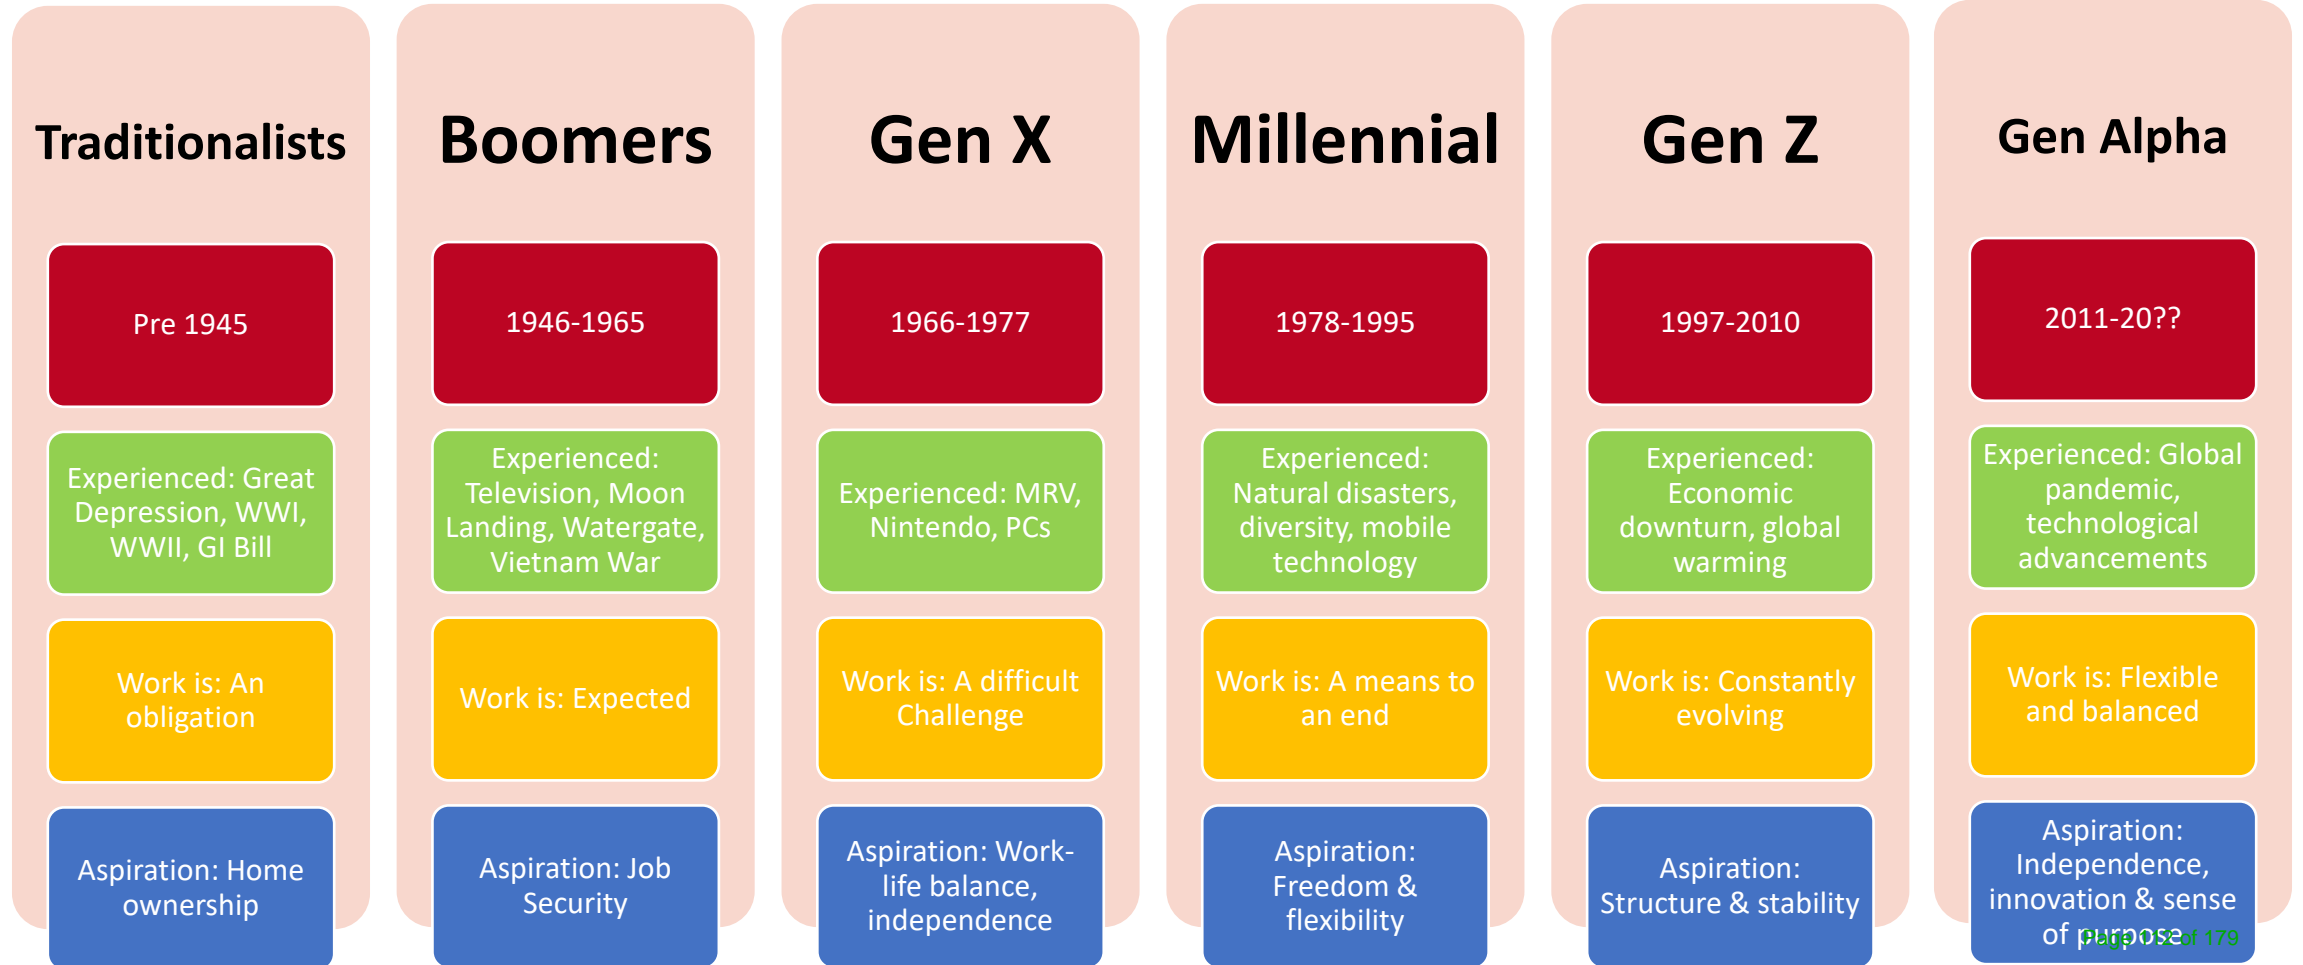 Traditionalists
Pre 1945
Experienced: Great
Depression, WWI,
WWII, GI Bill
Work is: An
obligation
Aspiration: Home
ownership
Boomers
1946-1965
Experienced:
Television, Moon
Landing, Watergate,
Vietnam War
Work is: Expected
Aspiration: Job
Security
Gen X
1966-1977
Experienced: MRV,
Nintendo, PCs
Work is: A difficult
Challenge
Aspiration: Work-
life balance,
independence
Millennial
1978-1995
Experienced:
Natural disasters,
diversity, mobile
technology
Work is: A means to
an end
Aspiration:
Freedom &
flexibility
Gen Z
1997-2010
Experienced:
Economic
downturn, global
warming
Work is: Constantly
evolving
Aspiration:
Structure & stability
Gen Alpha
2011-20??
Experienced: Global
pandemic,
technological
advancements
Work is: Flexible
and balanced
Aspiration:
Independence,
innovation & sense
of purpose
Page 112 of 179